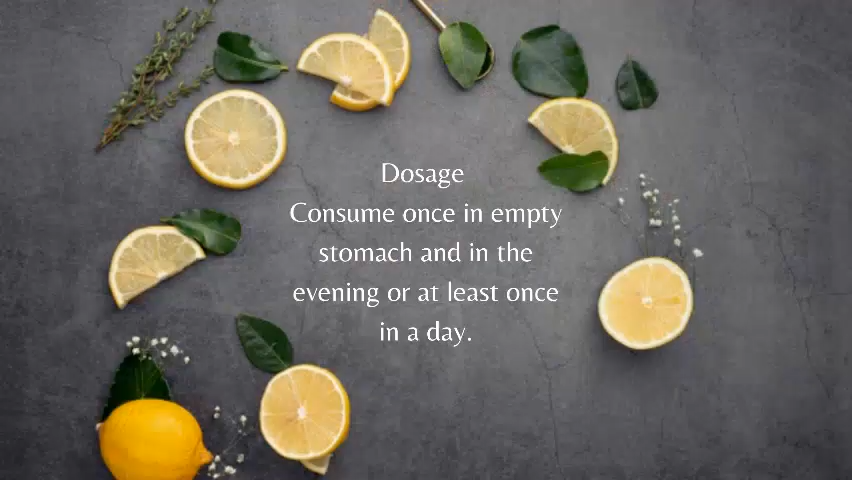 Dosage
Consume once in empty
stomach and in the
evening or at least once
in a day.